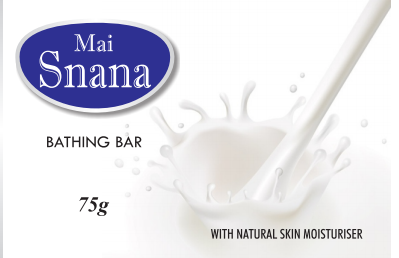 Mai
Snana
BATHING BAR
75g
WITH NATURAL SKIN MOISTURISER